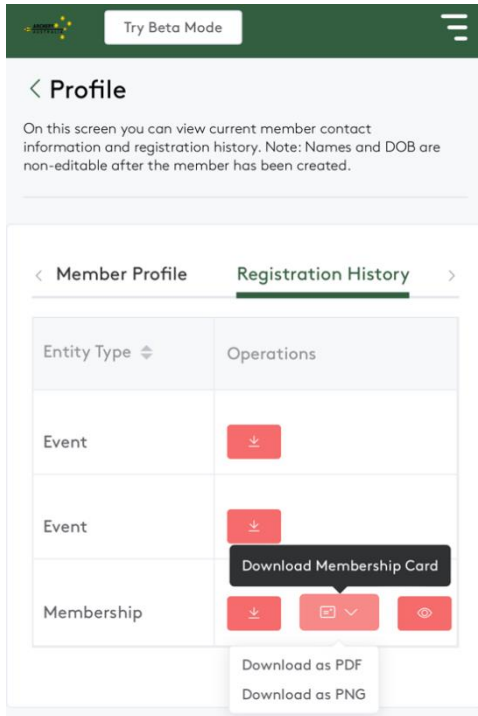 ARCHERY
AUSTRALIA
Try Beta Mode
Profile
On this screen you can view current member contact
information and registration history. Note: Names and DOB are
non-editable after the member has been created.
Member Profile
Registration History
Entity Type
Operations
Event
Event
Download Membership Card
Membership
Download as PDF
Download as PNG